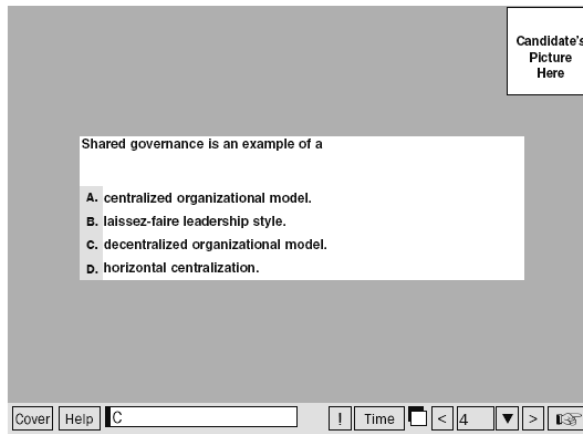 Candidate's
Picture
Here
Shared governance is an example of a
A. centralized organizational model.
B. laissez-faire leadership style.
C. decentralized organizational model.
D. horizontal centralization.
Cover Help C ! Time < 4 ▼ > ☞